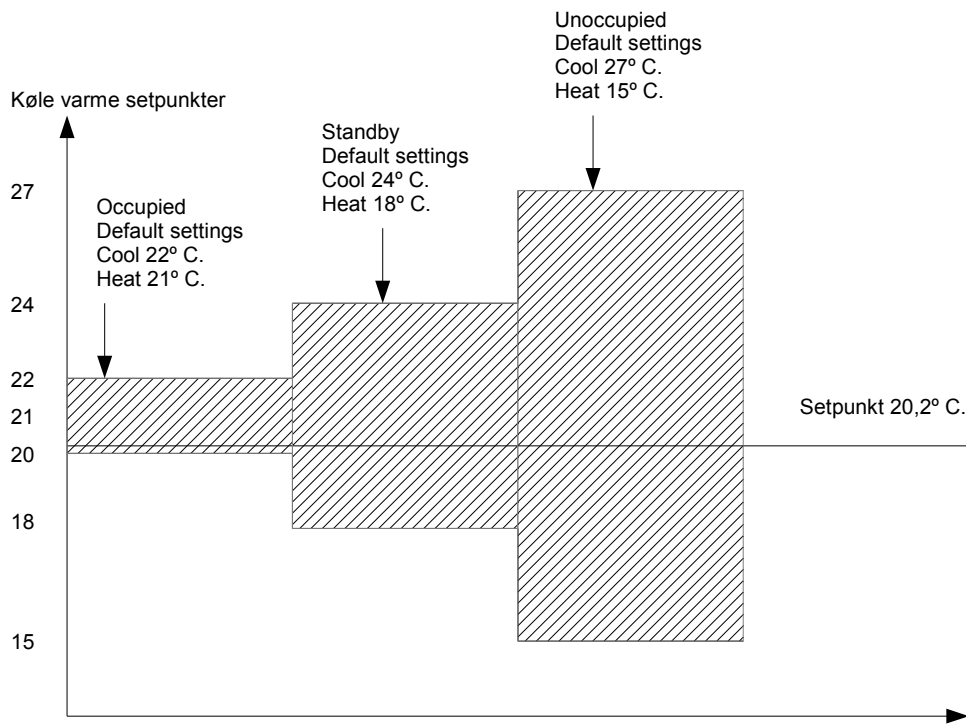 Unoccupied
Default settings
Cool 27º C.
Heat 15º C.
Køle varme setpunkter
Standby
Default settings
Cool 24º C.
Heat 18º C.
27
Occupied
Default settings
Cool 22º C.
Heat 21º C.
24
22
21
Setpunkt 20,2º C.
20
18
15